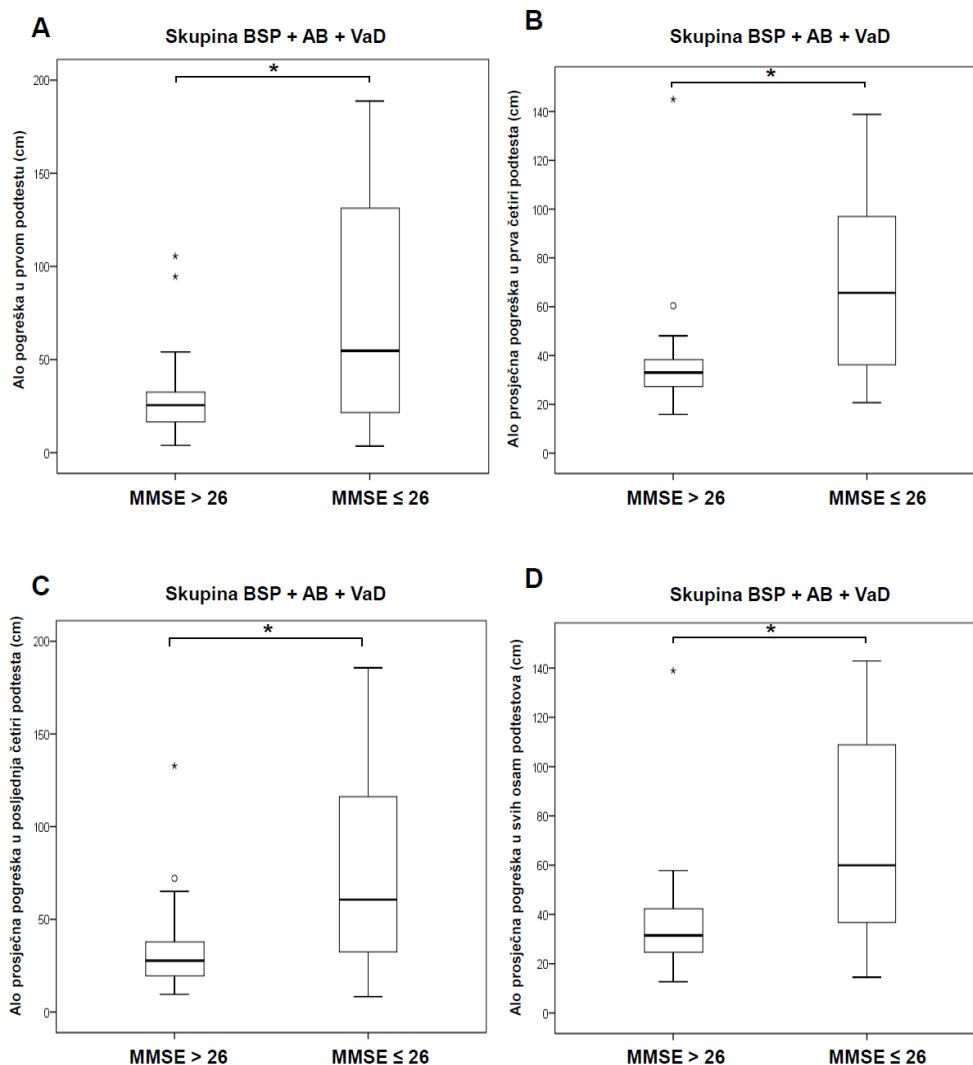 A
Skupina BSP + AB + VaD
*
Alo pogreška u prvom podtestu (cm)
200
150
100
50
0
*
*
MMSE > 26
MMSE ≤ 26
B
Skupina BSP + AB + VaD
*
Alo prosječna pogreška u prva četiri podtesta (cm)
140
120
100
80
60
40
20
0
*
MMSE > 26
MMSE ≤ 26
C
Skupina BSP + AB + VaD
*
Alo prosječna pogreška u posljednja četiri podtesta (cm)
200
150
100
50
0
*
MMSE > 26
MMSE ≤ 26
D
Skupina BSP + AB + VaD
*
Alo prosječna pogreška u svih osam podtestova (cm)
140
120
100
80
60
40
20
0
*
MMSE > 26
MMSE ≤ 26